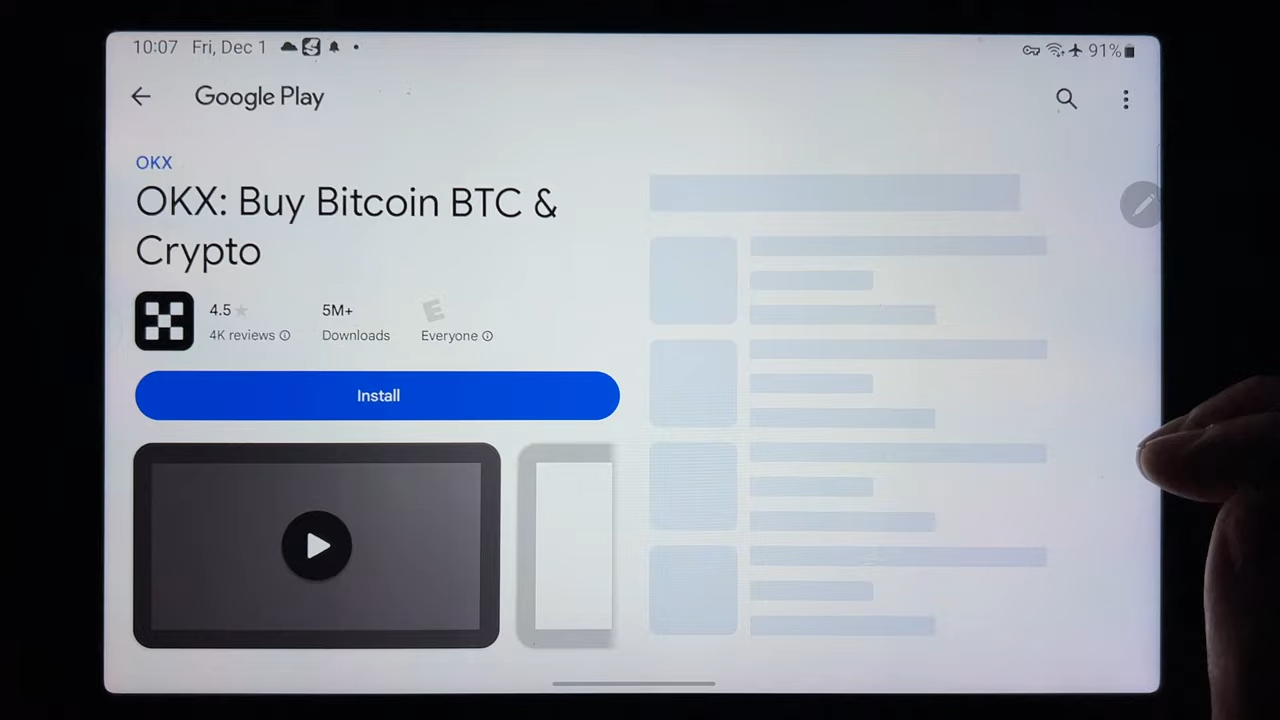 10:07 Fri, Dec 1
91%
Google Play
OKX
OKX: Buy Bitcoin BTC &
Crypto
4.5
4K reviews
5M+
Downloads
E
Everyone
Install